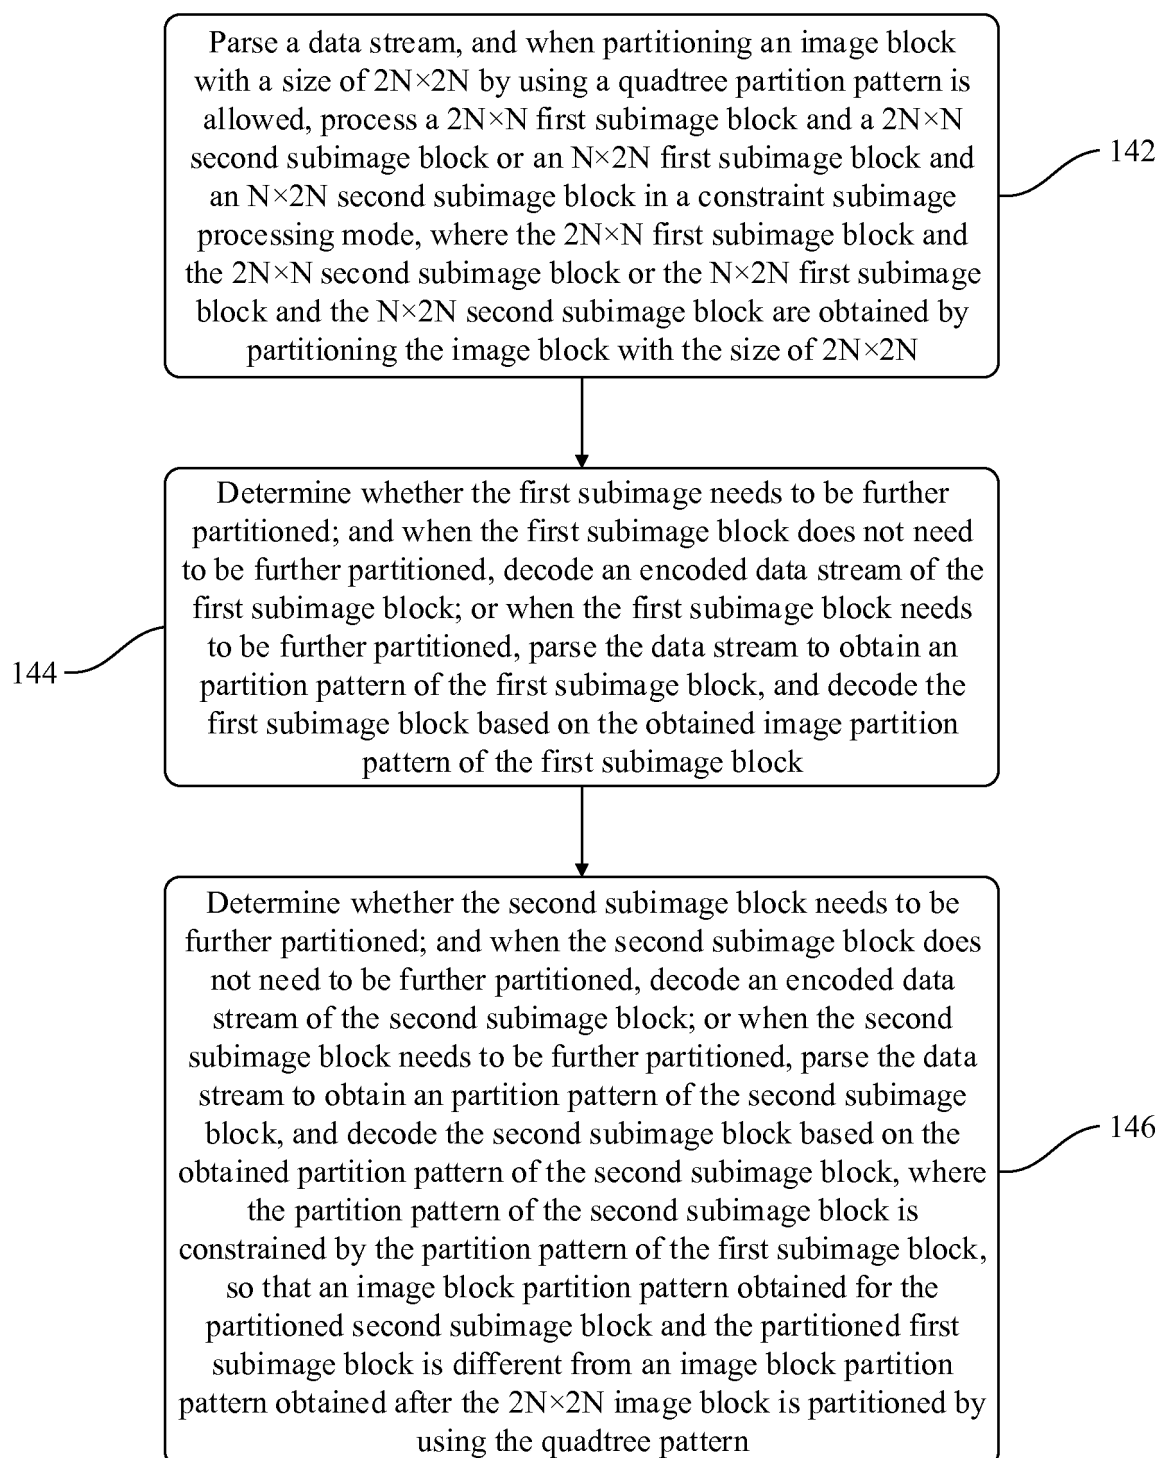 Parse a data stream, and when partitioning an image block
with a size of 2N×2N by using a quadtree partition pattern is
allowed, process a 2N×N first subimage block and a 2N×N
second subimage block or an N×2N first subimage block and
an N×2N second subimage block in a constraint subimage
processing mode, where the 2N×N first subimage block and
the 2N×N second subimage block or the N×2N first subimage
block and the N×2N second subimage block are obtained by
partitioning the image block with the size of 2N×2N
142
Determine whether the first subimage needs to be further
partitioned; and when the first subimage block does not need
to be further partitioned, decode an encoded data stream of the
first subimage block; or when the first subimage block needs
to be further partitioned, parse the data stream to obtain an
partition pattern of the first subimage block, and decode the
first subimage block based on the obtained image partition
pattern of the first subimage block
144
Determine whether the second subimage block needs to be
further partitioned; and when the second subimage block does
not need to be further partitioned, decode an encoded data
stream of the second subimage block; or when the second
subimage block needs to be further partitioned, parse the data
stream to obtain an partition pattern of the second subimage
block, and decode the second subimage block based on the
obtained partition pattern of the second subimage block, where
the partition pattern of the second subimage block is
constrained by the partition pattern of the first subimage block,
so that an image block partition pattern obtained for the
partitioned second subimage block and the partitioned first
subimage block is different from an image block partition
pattern obtained after the 2N×2N image block is partitioned by
using the quadtree pattern
146